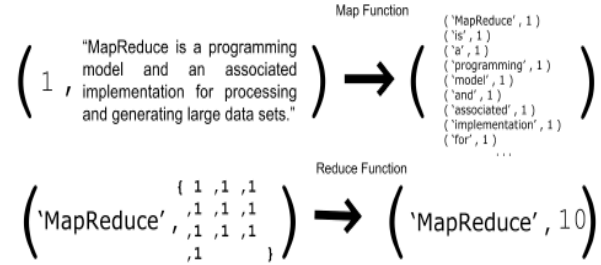 Map Function
( 1 , "MapReduce is a programming
model and an associated
implementation for processing
and generating large data sets." )
( 'MapReduce' , 1 )
( 'is' , 1 )
( 'a' , 1 )
( 'programming' , 1 )
( 'model' , 1 )
( 'and' , 1 )
( 'associated' , 1 )
( 'implementation' , 1 )
( 'for' , 1 )
...
Reduce Function
( 'MapReduce' , { 1 ,1 ,1
,1 ,1 ,1
,1 ,1 ,1
,1 } )
( 'MapReduce' , 10 )